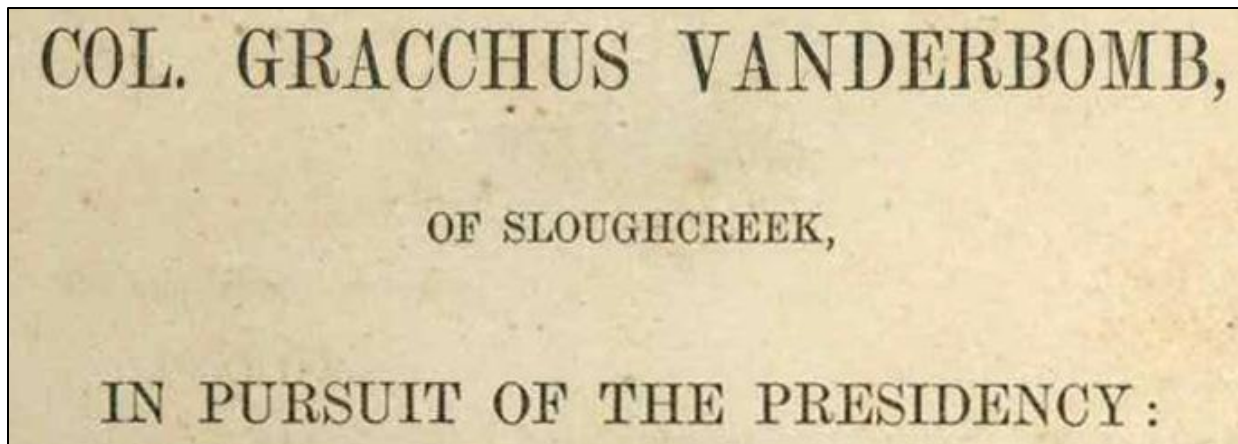 COL. GRACCHUS VANDERBOMB,
OF SLOUGHCREEK,
IN PURSUIT OF THE PRESIDENCY: